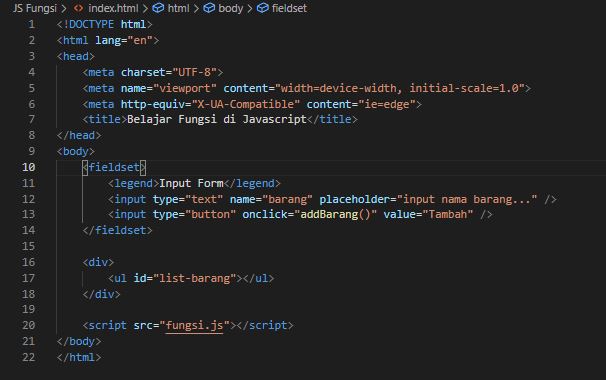 JS Fungsi > index.html > html > body > fieldset
1 <!DOCTYPE html>
2 <html lang="en">
3 <head>
4 <meta charset="UTF-8">
5 <meta name="viewport" content="width=device-width, initial-scale=1.0">
6 <meta http-equiv="X-UA-Compatible" content="ie=edge">
7 <title>Belajar Fungsi di Javascript</title>
8 </head>
9 <body>
10 <fieldset>
11 <legend>Input Form</legend>
12 <input type="text" name="barang" placeholder="input nama barang..." />
13 <input type="button" onclick="addBarang()" value="Tambah" />
14 </fieldset>
15
16 <div>
17 <ul id="list-barang"></ul>
18 </div>
19
20 <script src="fungsi.js"></script>
21 </body>
22 </html>